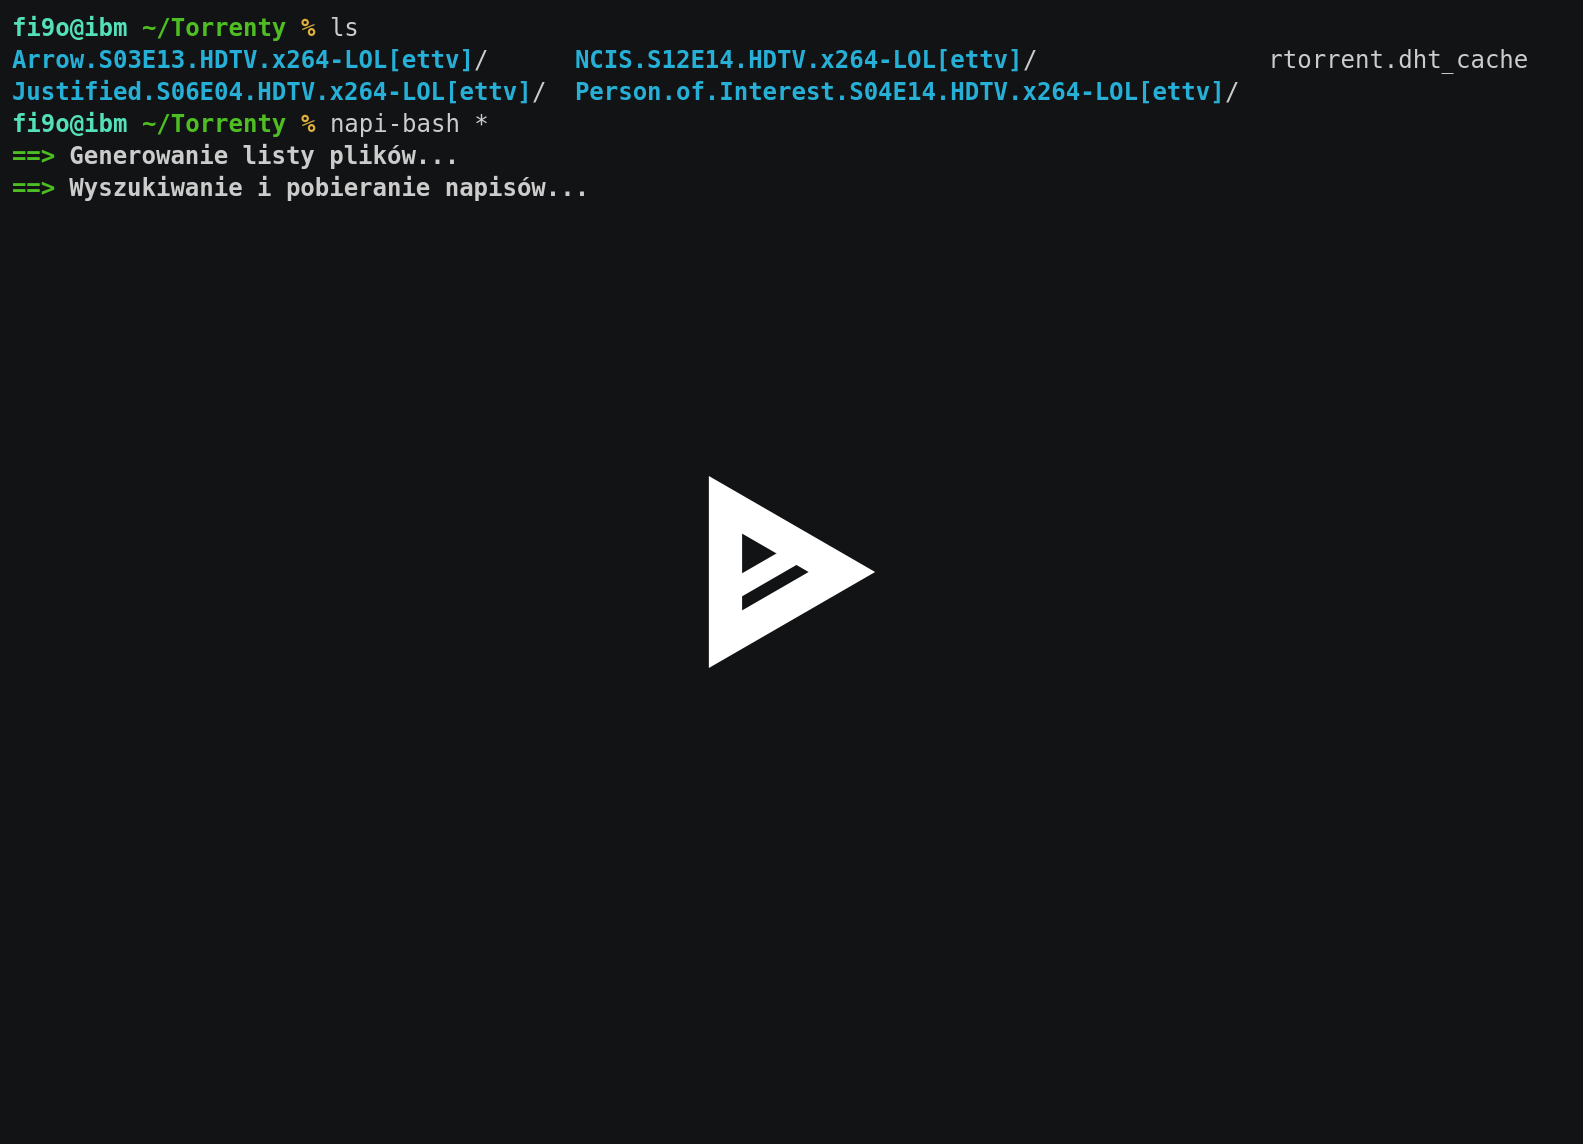 fi9o@ibm ~/Torrenty % ls
Arrow.S03E13.HDTV.x264-LOL[ettv]/ NCIS.S12E14.HDTV.x264-LOL[ettv]/ rtorrent.dht_cache
Justified.S06E04.HDTV.x264-LOL[ettv]/ Person.of.Interest.S04E14.HDTV.x264-LOL[ettv]/
fi9o@ibm ~/Torrenty % napi-bash *
==> Generowanie listy plików...
==> Wyszukiwanie i pobieranie napisów...